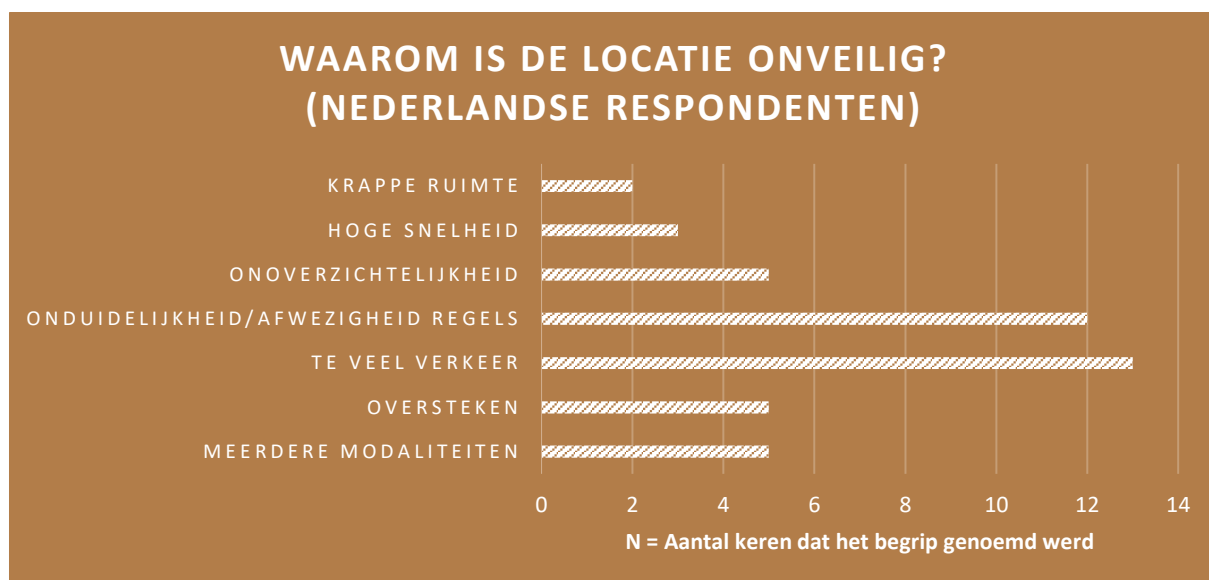 WAAROM IS DE LOCATIE ONVEILIG?
(NEDERLANDSE RESPONDENTEN)
KRAPPE RUIMTE
HOGE SNELHEID
ONOVERZICHTELIJKHEID
ONDUIDELIJKHEID/AFWEZIGHEID REGELS
TE VEEL VERKEER
OVERSTEKEN
MEERDERE MODALITEITEN
0 2 4 6 8 10 12 14
N = Aantal keren dat het begrip genoemd werd